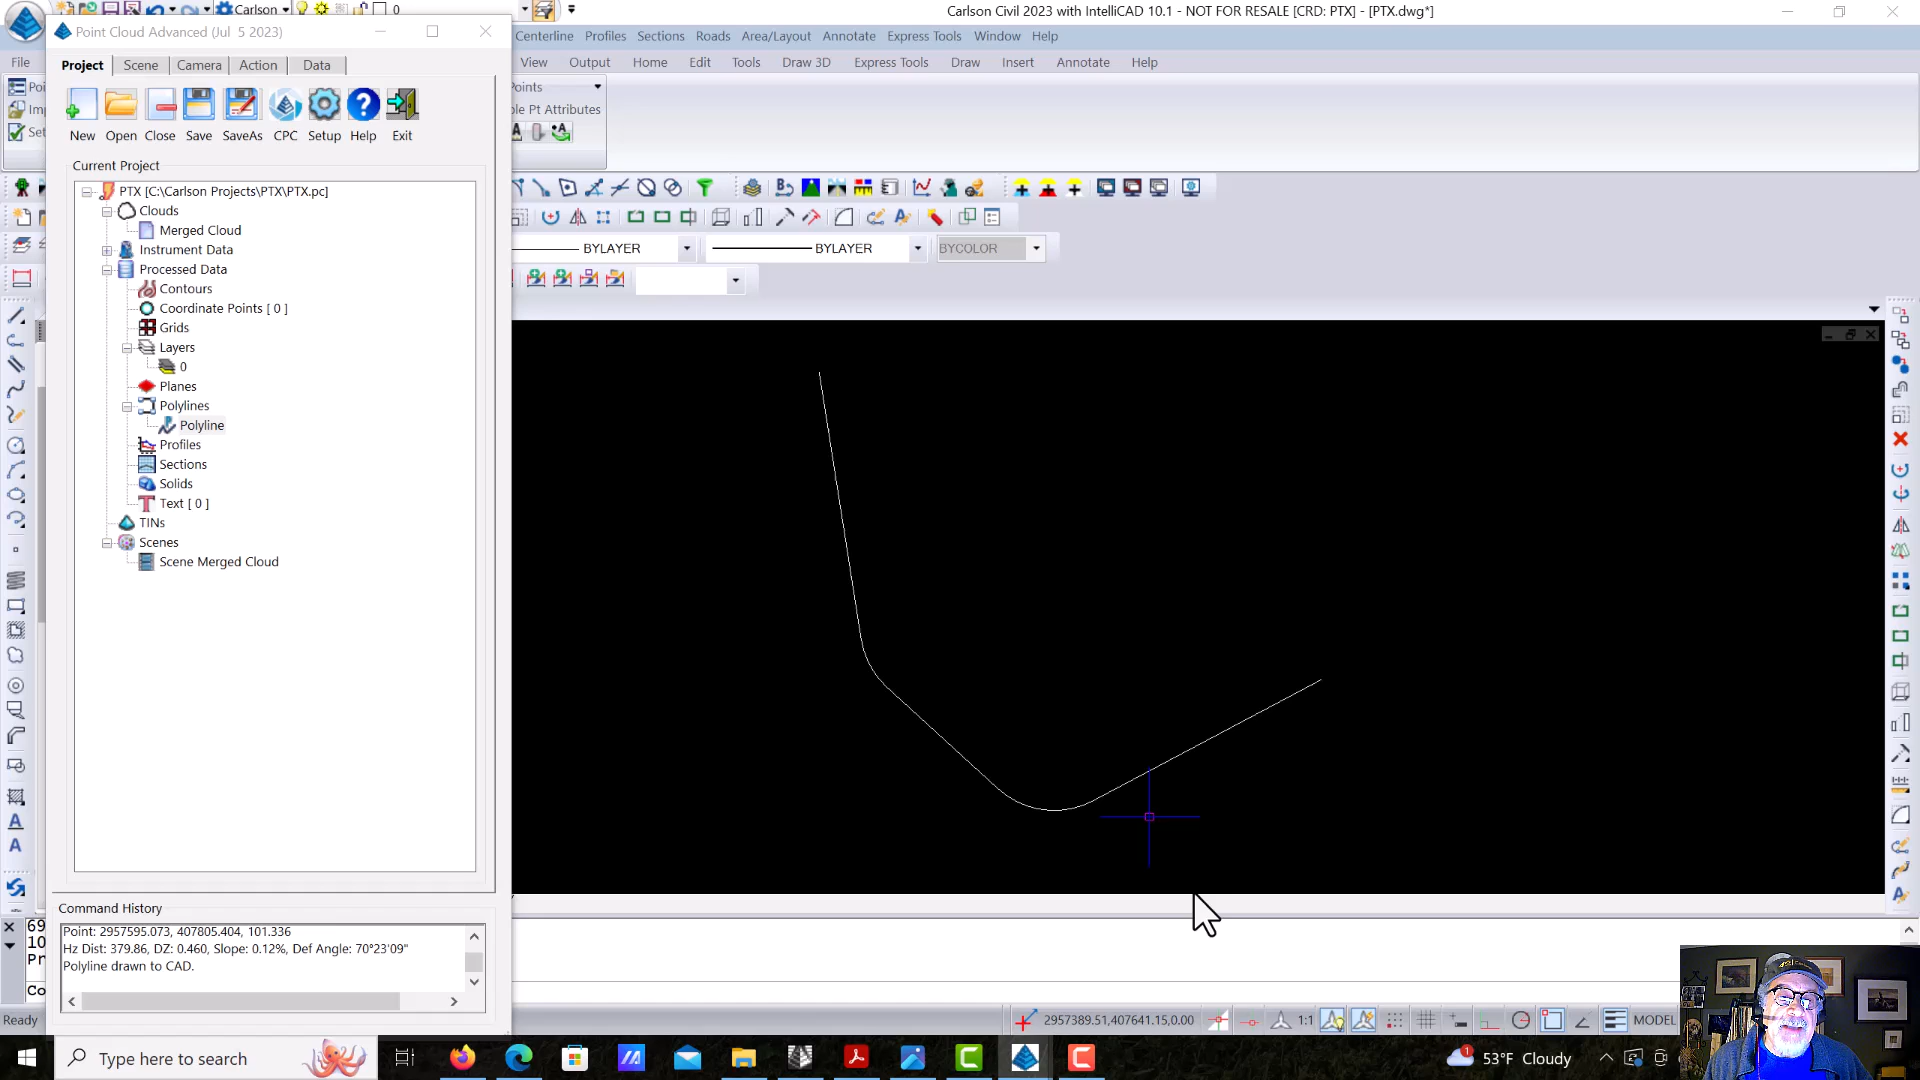 Carlson
0
Carlson Civil 2023 with IntelliCAD 10.1 - NOT FOR RESALE [CRD: PTX] - [PTX.dwg*]
Point Cloud Advanced (Jul 5 2023)
Centerline Profiles Sections Roads Area/Layout Annotate Express Tools Window Help
File
Project Scene Camera Action Data
View Output Home Edit Tools Draw 3D Express Tools Draw Insert Annotate Help
New Open Close Save SaveAs CPC Setup Help Exit
Current Project
PTX [C:\Carlson Projects\PTX\PTX.pc]
Clouds
Merged Cloud
Instrument Data
Processed Data
Contours
Coordinate Points [ 0 ]
Grids
Layers
0
Planes
Polylines
Polyline
Profiles
Sections
Solids
Text [ 0 ]
TINs
Scenes
Scene Merged Cloud
Pt Attributes
BYLAYER
BYLAYER
BYCOLOR
Command History
Point: 2957595.073, 407805.404, 101.336
Hz Dist: 379.86, DZ: 0.460, Slope: 0.12%, Def Angle: 70°23'09"
Polyline drawn to CAD.
69
10
Ready
2957389.51,407641.15,0.00
1:1
MODEL
Type here to search
1
53°F Cloudy